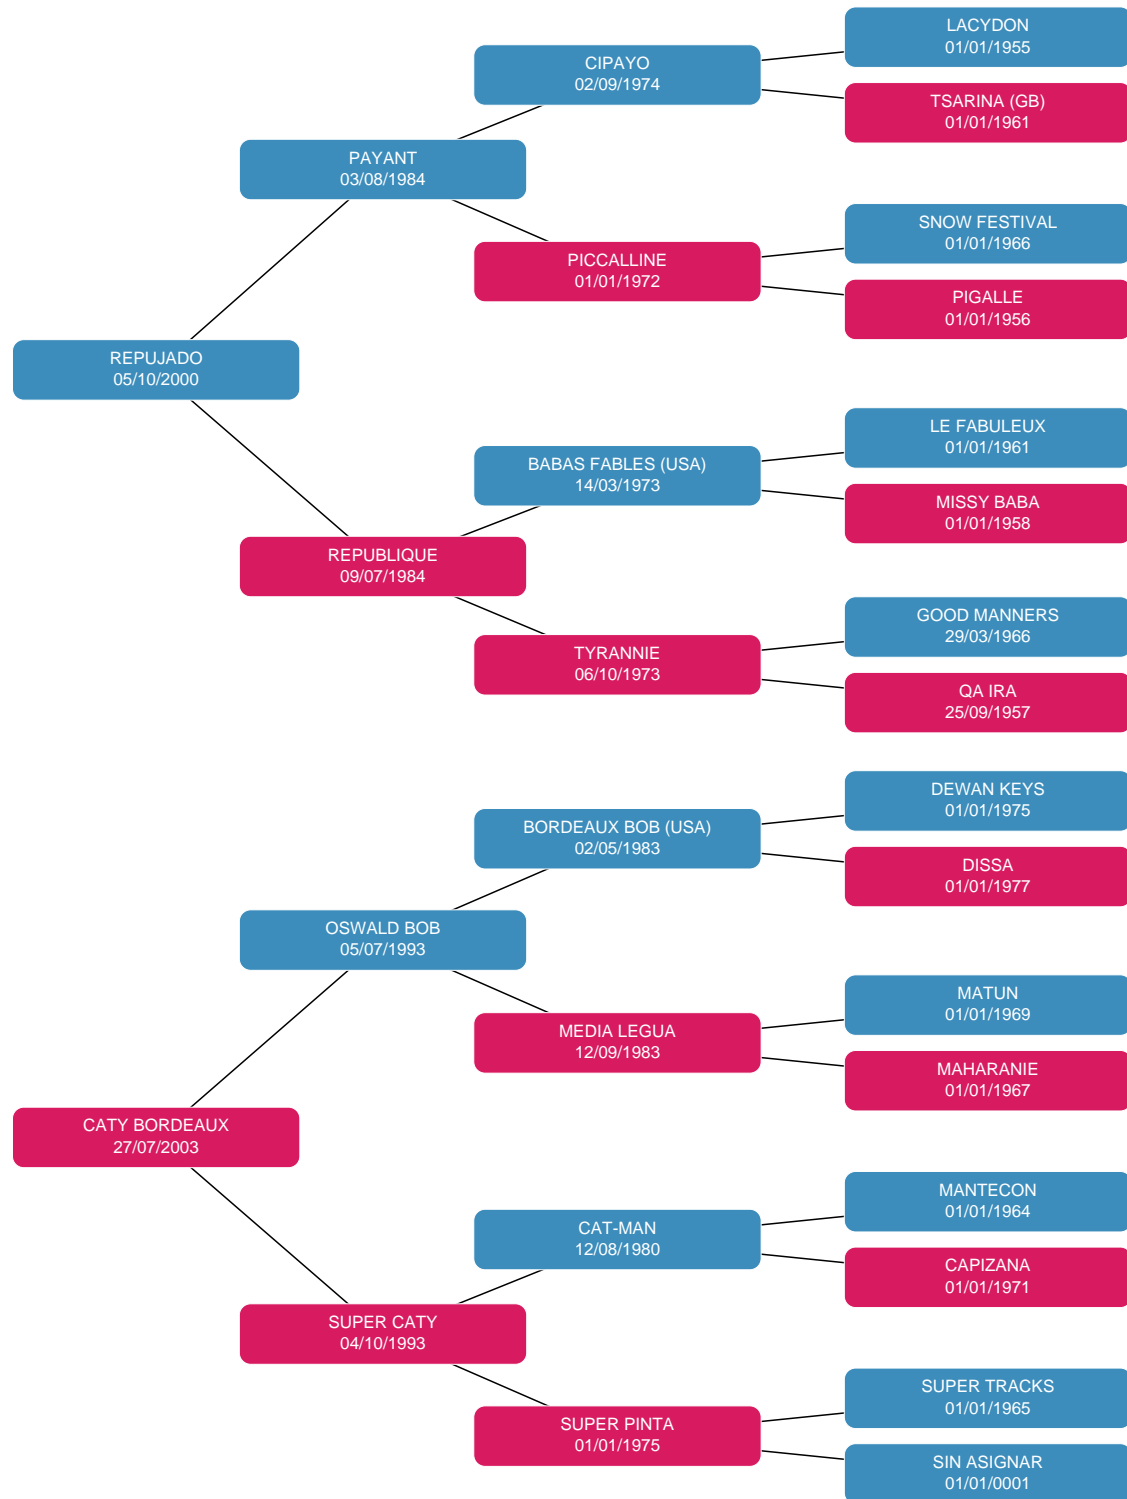 LACYDON
01/01/1955
CIPAYO
02/09/1974
TSARINA (GB)
01/01/1961
PAYANT
03/08/1984
SNOW FESTIVAL
01/01/1966
PICCALLINE
01/01/1972
PIGALLE
01/01/1956
REPUJADO
05/10/2000
LE FABULEUX
01/01/1961
BABAS FABLES (USA)
14/03/1973
MISSY BABA
01/01/1958
REPUBLIQUE
09/07/1984
GOOD MANNERS
29/03/1966
TYRANNIE
06/10/1973
QA IRA
25/09/1957
DEWAN KEYS
01/01/1975
BORDEAUX BOB (USA)
02/05/1983
DISSA
01/01/1977
OSWALD BOB
05/07/1993
MATUN
01/01/1969
MEDIA LEGUA
12/09/1983
MAHARANIE
01/01/1967
CATY BORDEAUX
27/07/2003
MANTECON
01/01/1964
CAT-MAN
12/08/1980
CAPIZANA
01/01/1971
SUPER CATY
04/10/1993
SUPER TRACKS
01/01/1965
SUPER PINTA
01/01/1975
SIN ASIGNAR
01/01/0001